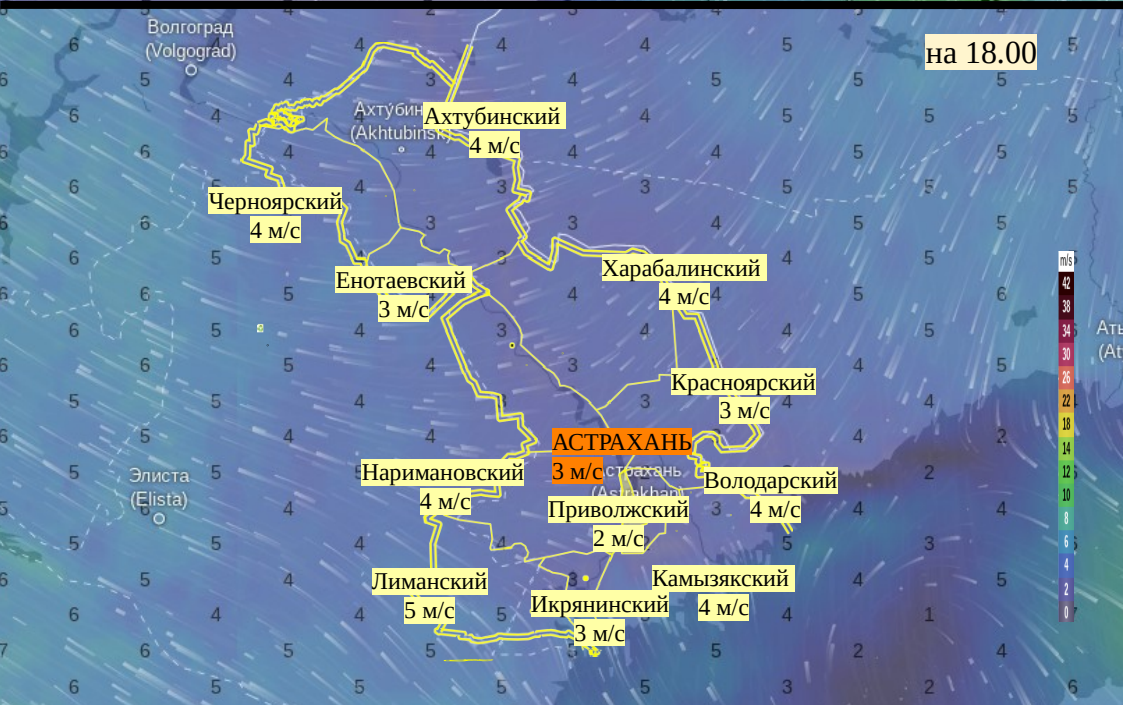 Волгоград
(Volgograd)
на 18.00
Ахтубин
(Akhtubinsk)
Ахтубинский
4 м/с
Черноярский
4 м/с
Енотаевский
3 м/с
Харабалинский
4 м/с
m/s
42
38
34
30
26
22
18
14
12
10
8
6
4
2
0
Аты
(At
Красноярский
3 м/с
АСТРАХАНЬ
3 м/с
страхань
(Astrakhan)
Наримановский
4 м/с
Володарский
4 м/с
Элиста
(Elista)
Приволжский
2 м/с
Лиманский
5 м/с
Камызякский
4 м/с
Икрянинский
3 м/с